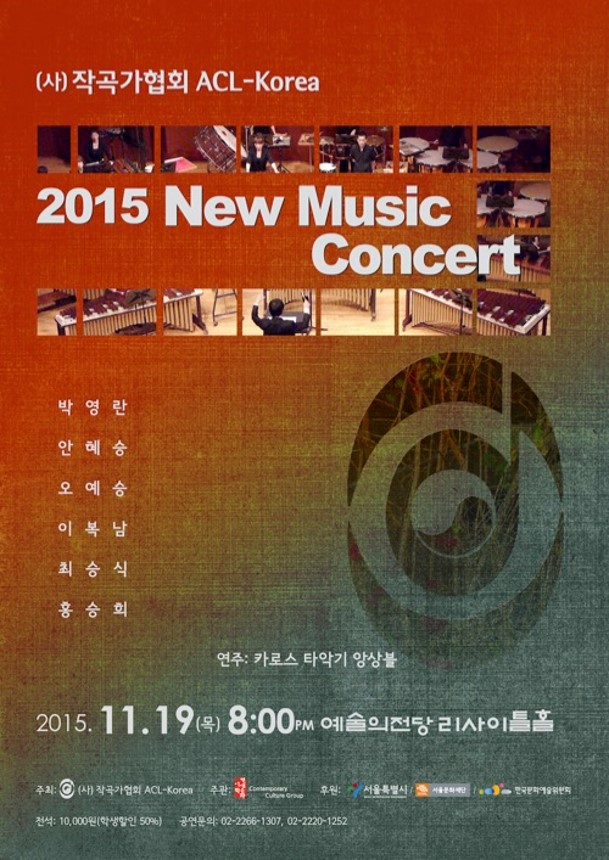 (사) 작곡가협회 ACL-Korea
2015 New Music
Concert
박 영 란
안 혜 승
오 예 승
이 복 남
최 승 식
홍 승 희
연주: 카로스 타악기 앙상블
2015. 11.19(목) 8:00PM 예술의전당 리사이틀홀
주최: (사) 작곡가협회 ACL-Korea 주관: Contemporary Culture Group 후원: 서울특별시 / 서울문화재단 / 한국문화예술위원회
전석: 10,000원(학생할인 50%) 공연문의: 02-2266-1307, 02-2220-1252